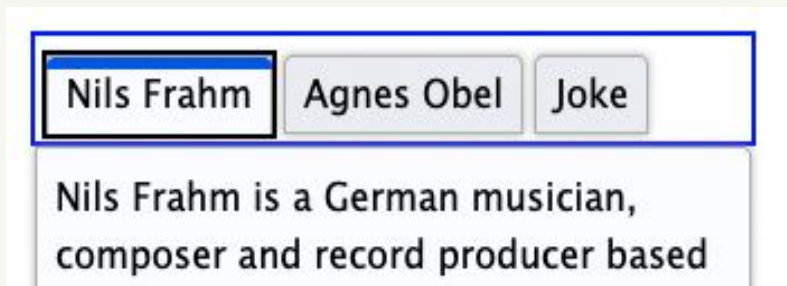 Nils Frahm Agnes Obel Joke
Nils Frahm is a German musician,
composer and record producer based